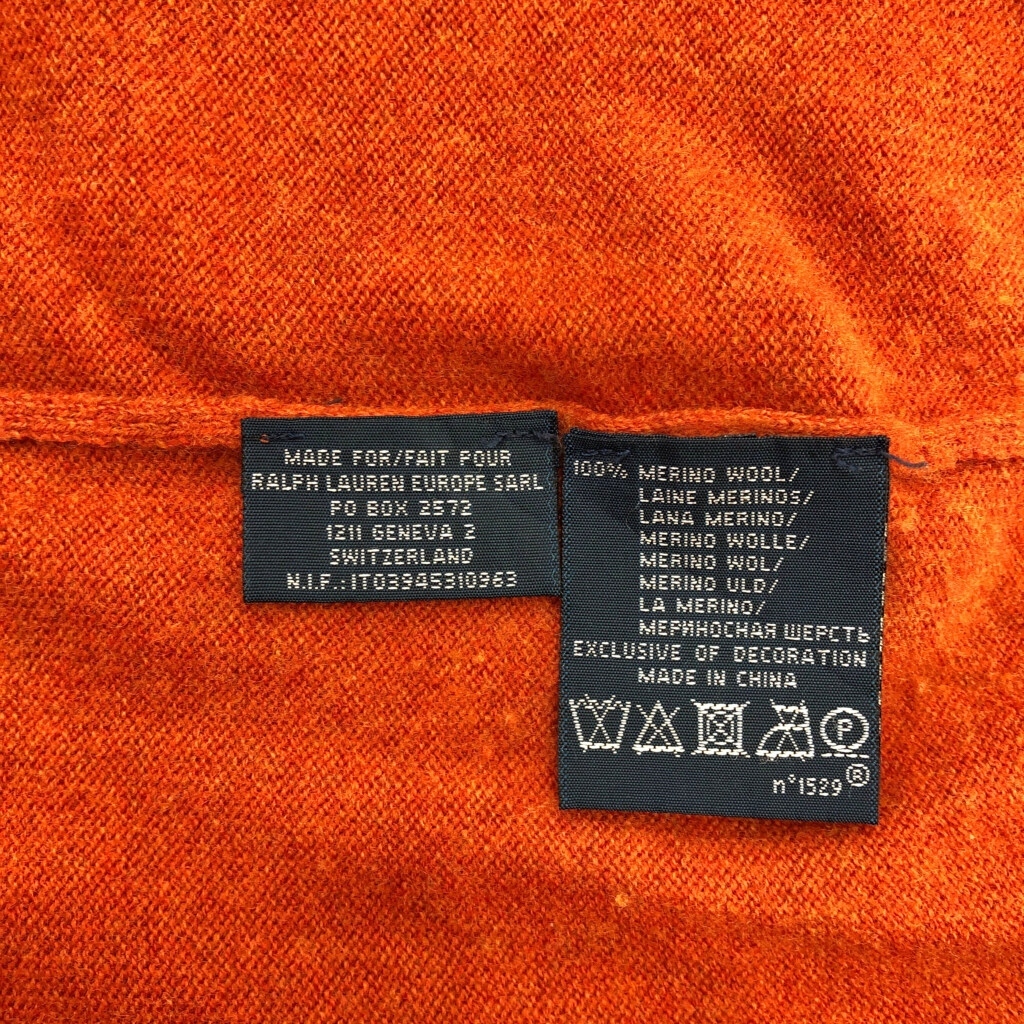 MADE FOR/FAIT POUR
RALPH LAUREN EUROPE SARL
PO BOX 2572
1211 GENEVA 2
SWITZERLAND
N.I.F.:IT03945310963
100% MERINO WOOL/
LAINE MERINOS/
LANA MERINO/
MERINO WOLLE/
MERINO WOL/
MERINO ULD/
LA MERINO/
МЕРИНОСНАЯ ШЕРСТЬ
EXCLUSIVE OF DECORATION
MADE IN CHINA
P
n°1529®